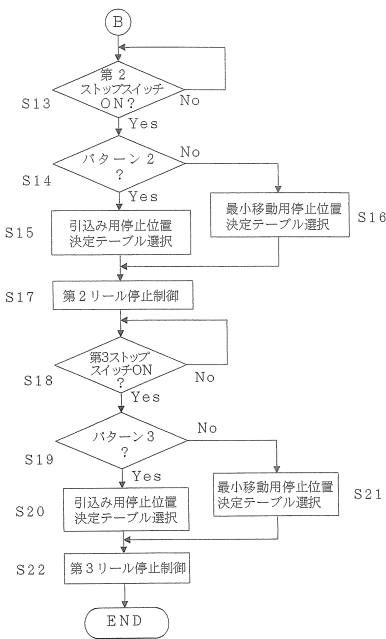 B
第2
ストップスイッチ
ON?
S13
No
Yes
パターン2
?
S14
No
Yes
引込み用停止位置
決定テーブル選択
S15
最小移動用停止位置
決定テーブル選択
S16
第2リール停止制御
S17
第3ストップ
スイッチON
?
S18
No
Yes
パターン3
?
S19
No
Yes
引込み用停止位置
決定テーブル選択
S20
最小移動用停止位置
決定テーブル選択
S21
第3リール停止制御
S22
END